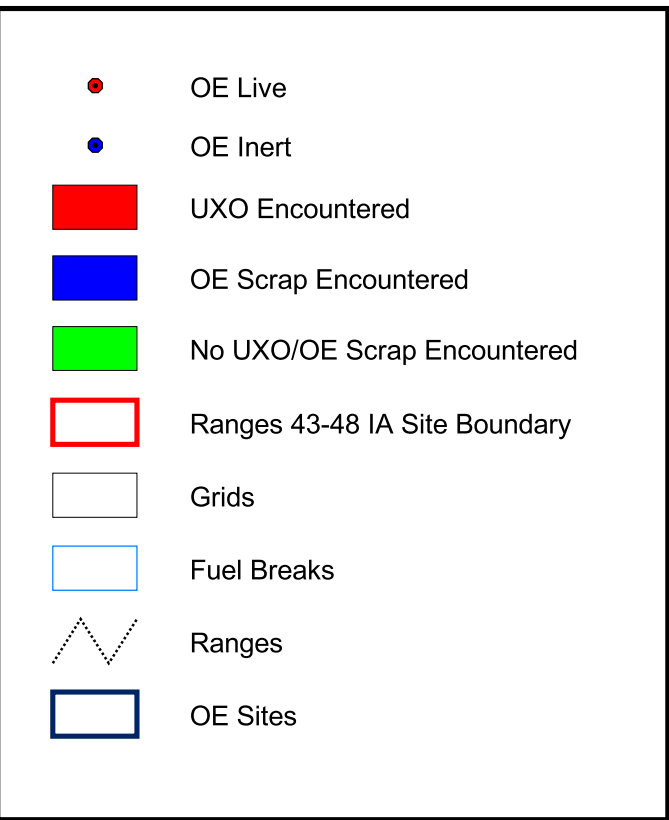 OE Live
OE Inert
UXO Encountered
OE Scrap Encountered
No UXO/OE Scrap Encountered
Ranges 43-48 IA Site Boundary
Grids
Fuel Breaks
Ranges
OE Sites